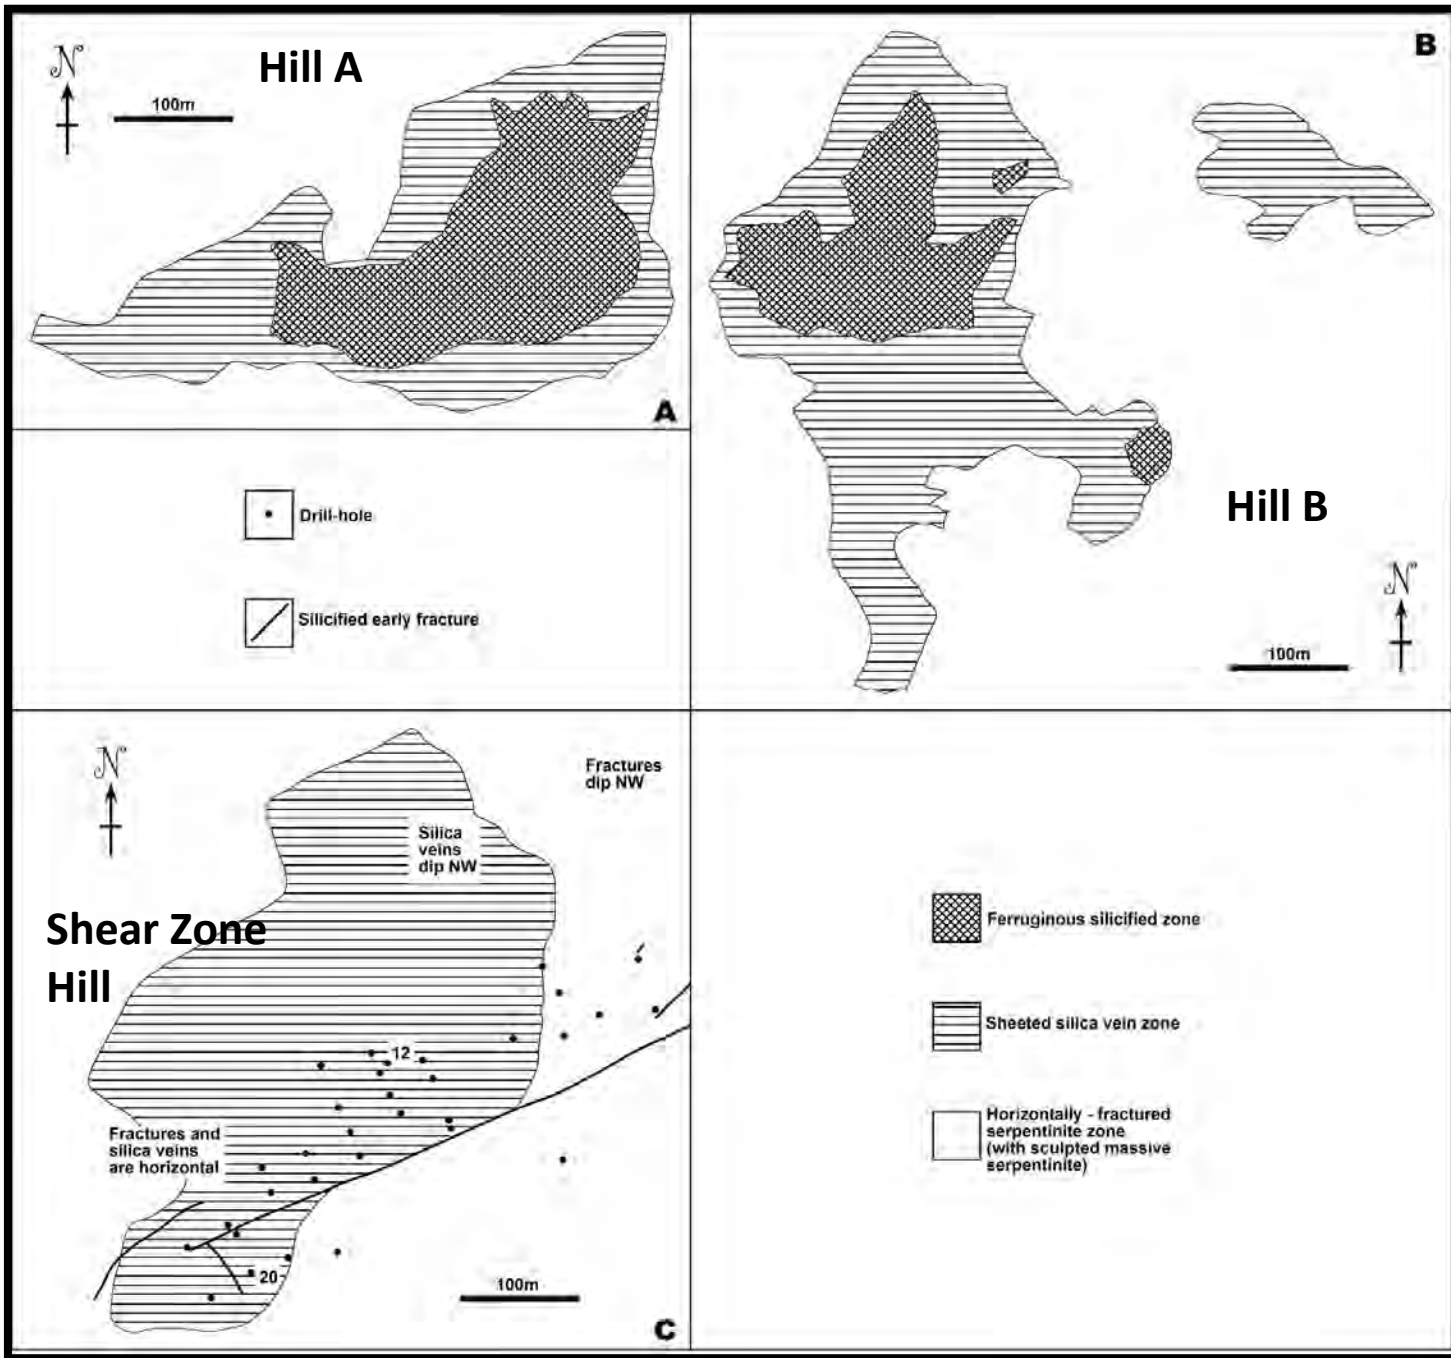 N
Hill A
100m
A
B
Hill B
N
100m
Drill-hole
Silicified early fracture
N
Fractures
dip NW
Silica
veins
dip NW
Shear Zone
Hill
12
Fractures and
silica veins
are horizontal
20
100m
C
Ferruginous silicified zone
Sheeted silica vein zone
Horizontally - fractured
serpentinite zone
(with sculpted massive
serpentinite)